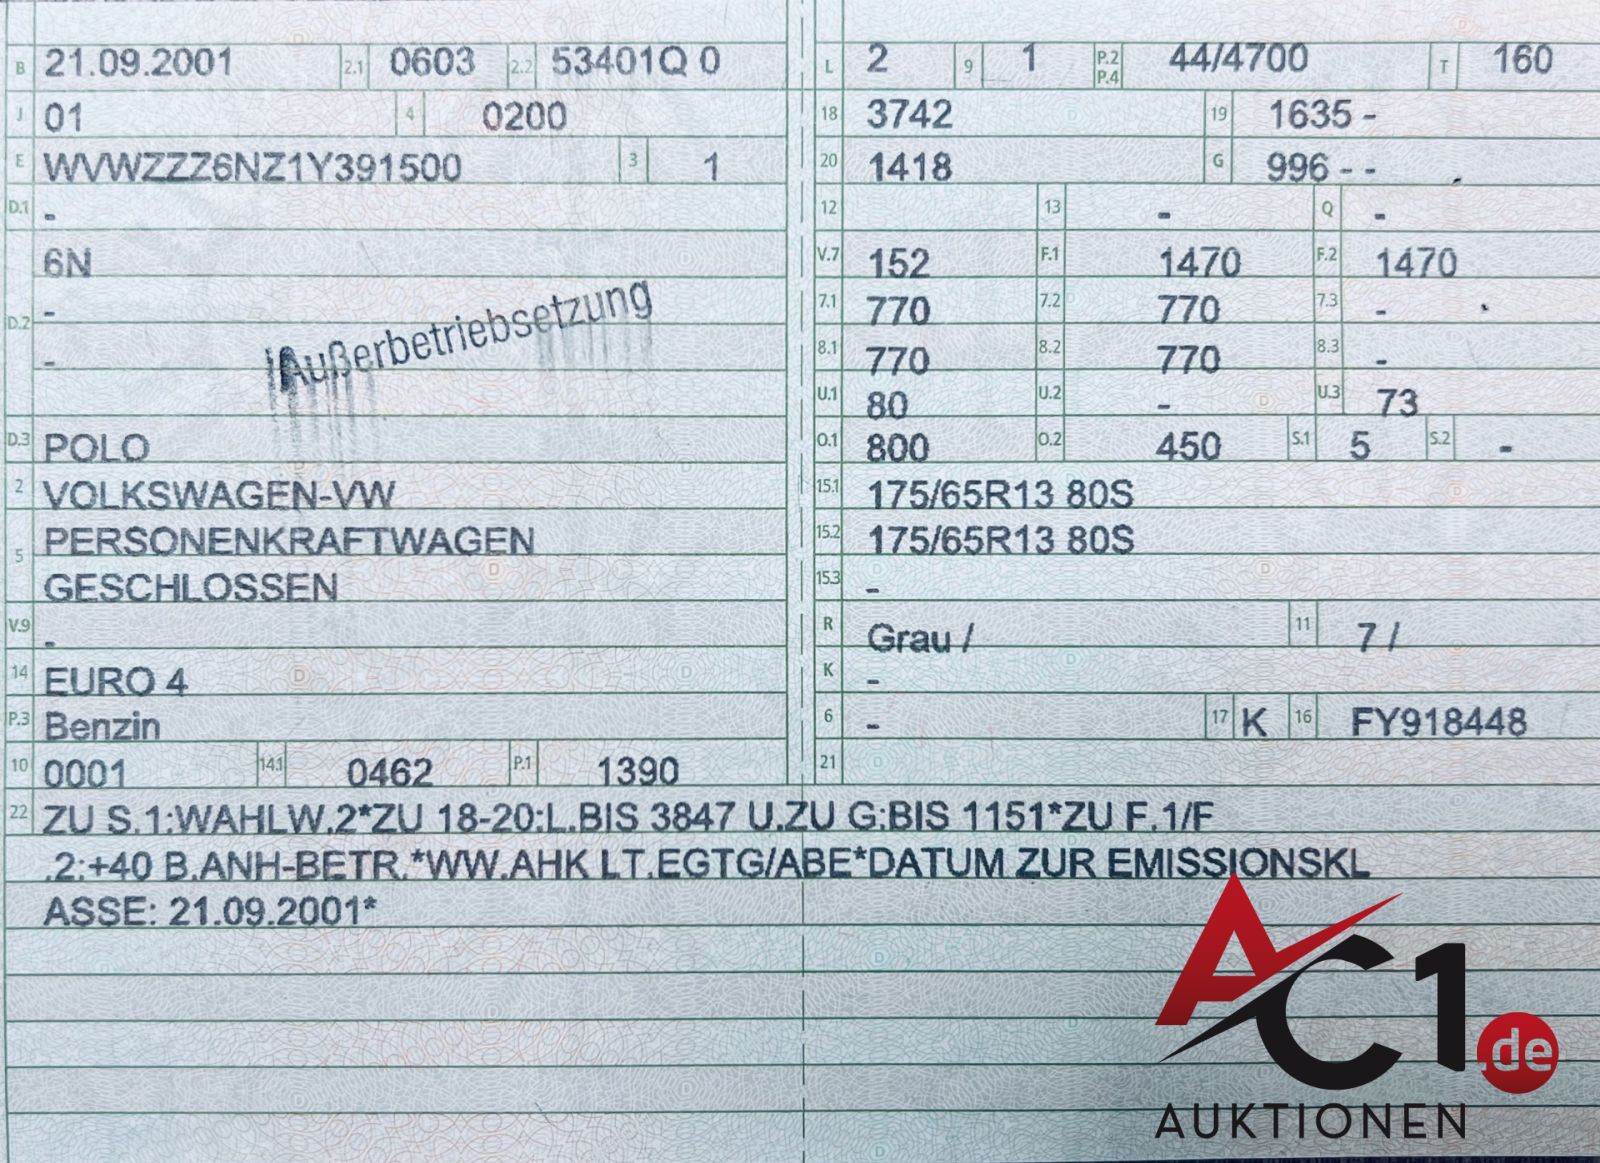 B 21.09.2001 2.1 0603 2.2 53401Q 0
J 01 4 0200
E WVWZZZ6NZ1Y391500 3 1
D.1 -
6N
D.2 -
-
Außerbetriebsetzung
D.3 POLO
2 VOLKSWAGEN-VW
5 PERSONENKRAFTWAGEN
GESCHLOSSEN
V.9 -
14 EURO 4
P.3 Benzin
10 0001 14.1 0462 P.1 1390
L 2 9 1 P.2 P.4 44/4700 T 160
18 3742 19 1635 -
20 1418 G 996 - -
12 13 - Q -
V.7 152 F.1 1470 F.2 1470
7.1 770 7.2 770 7.3 -
8.1 770 8.2 770 8.3 -
U.1 80 U.2 - U.3 73
O.1 800 O.2 450 S.1 5 S.2 -
15.1 175/65R13 80S
15.2 175/65R13 80S
15.3 -
R Grau / 11 7 /
K -
6 - 17 K 16 FY918448
21
22 ZU S.1:WAHLW.2*ZU 18-20:L.BIS 3847 U.ZU G:BIS 1151*ZU F.1/F
.2:+40 B.ANH-BETR.*WW.AHK LT.EGTG/ABE*DATUM ZUR EMISSIONSKL
ASSE: 21.09.2001*
AC1.de
AUKTIONEN